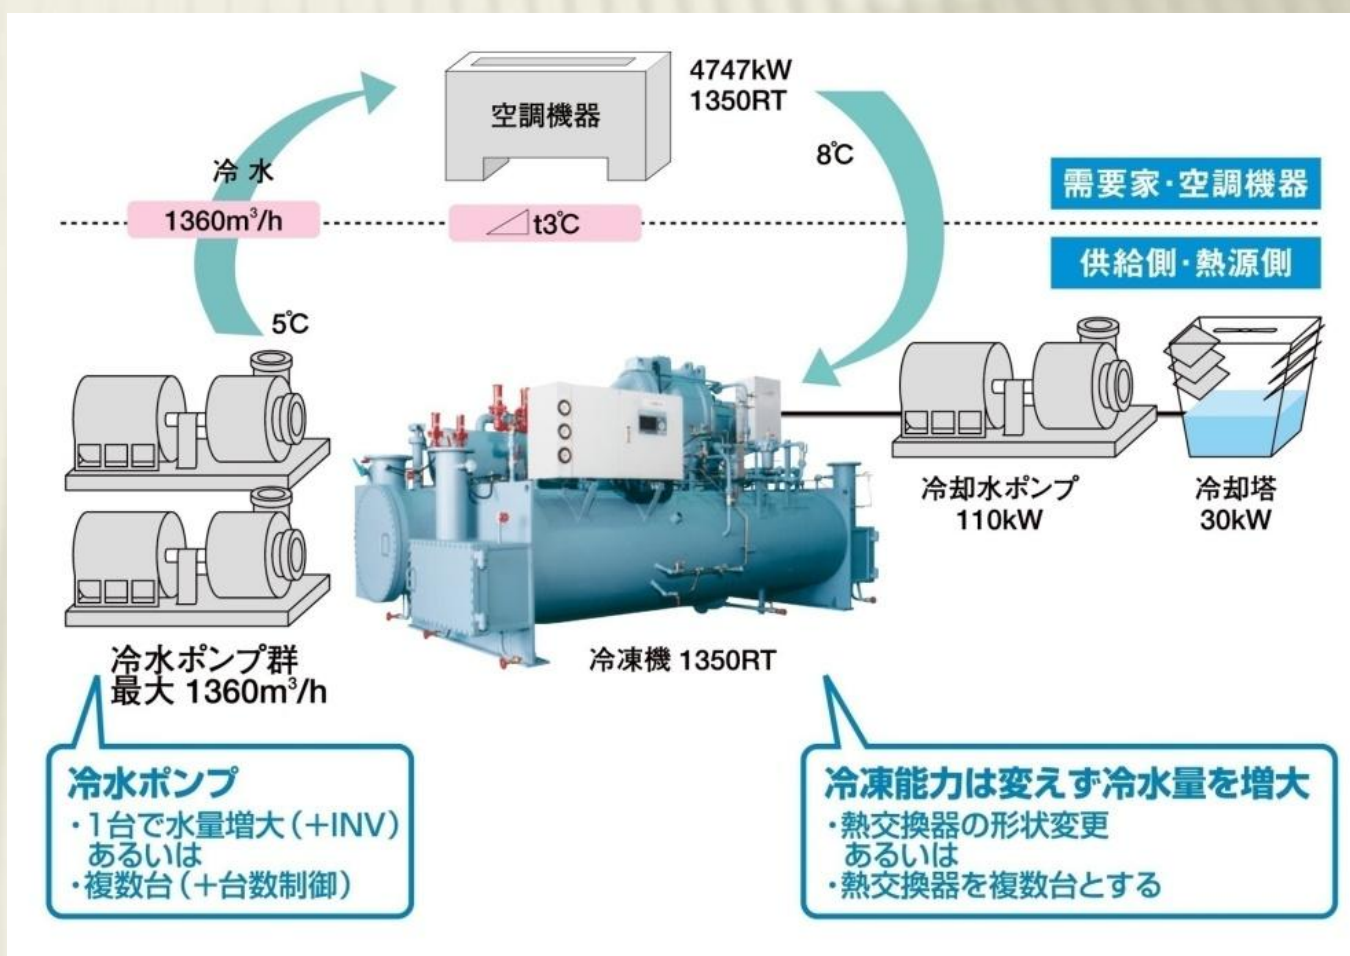 4747kW
1350RT
空調機器
8℃
冷 水
需要家・空調機器
1360m³/h
⊿t3℃
供給側・熱源側
5℃
冷却水ポンプ
110kW
冷却塔
30kW
冷水ポンプ群
最大 1360m³/h
冷凍機 1350RT
冷水ポンプ
・1台で水量増大（＋INV）
あるいは
・複数台（＋台数制御）
冷凍能力は変えず冷水量を増大
・熱交換器の形状変更
あるいは
・熱交換器を複数台とする